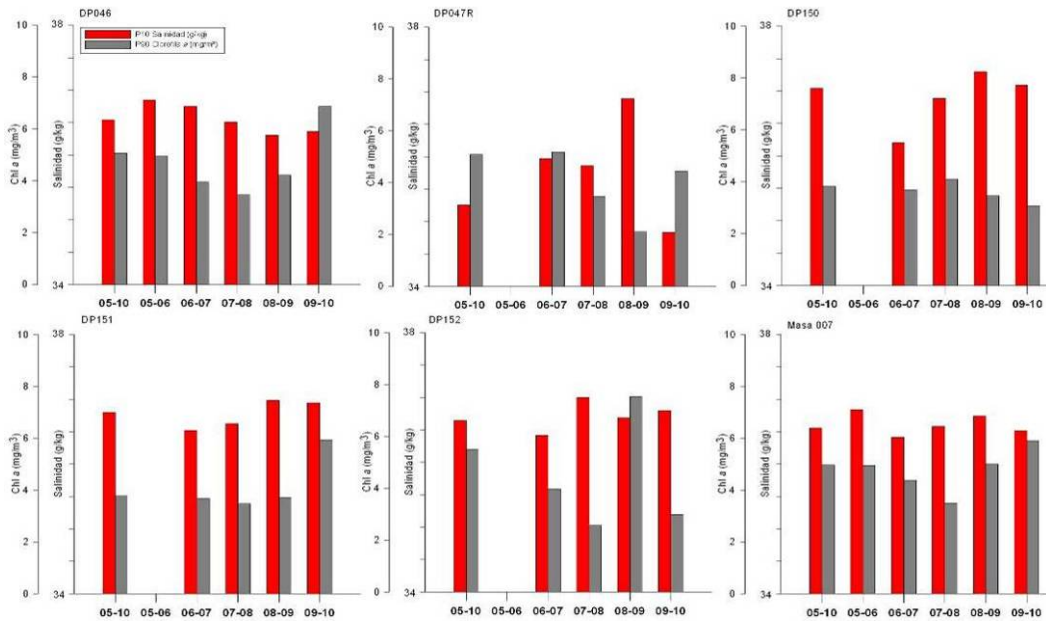 DP046
10
8
6
4
2
0
Chl a (mg/m³)
38
34
Salinidad (g/kg)
P10 Salinidad (g/kg)
P90 Clorofila a (mg/m³)
05-10 05-06 06-07 07-08 08-09 09-10
DP047R
10
8
6
4
2
0
Chl a (mg/m³)
38
34
Salinidad (g/kg)
05-10 05-06 06-07 07-08 08-09 09-10
DP150
10
8
6
4
2
0
Chl a (mg/m³)
38
34
Salinidad (g/kg)
05-10 05-06 06-07 07-08 08-09 09-10
DP151
10
8
6
4
2
0
Chl a (mg/m³)
38
34
Salinidad (g/kg)
05-10 05-06 06-07 07-08 08-09 09-10
DP152
10
8
6
4
2
0
Chl a (mg/m³)
38
34
Salinidad (g/kg)
05-10 05-06 06-07 07-08 08-09 09-10
Masa 007
10
8
6
4
2
0
Chl a (mg/m³)
38
34
Salinidad (g/kg)
05-10 05-06 06-07 07-08 08-09 09-10